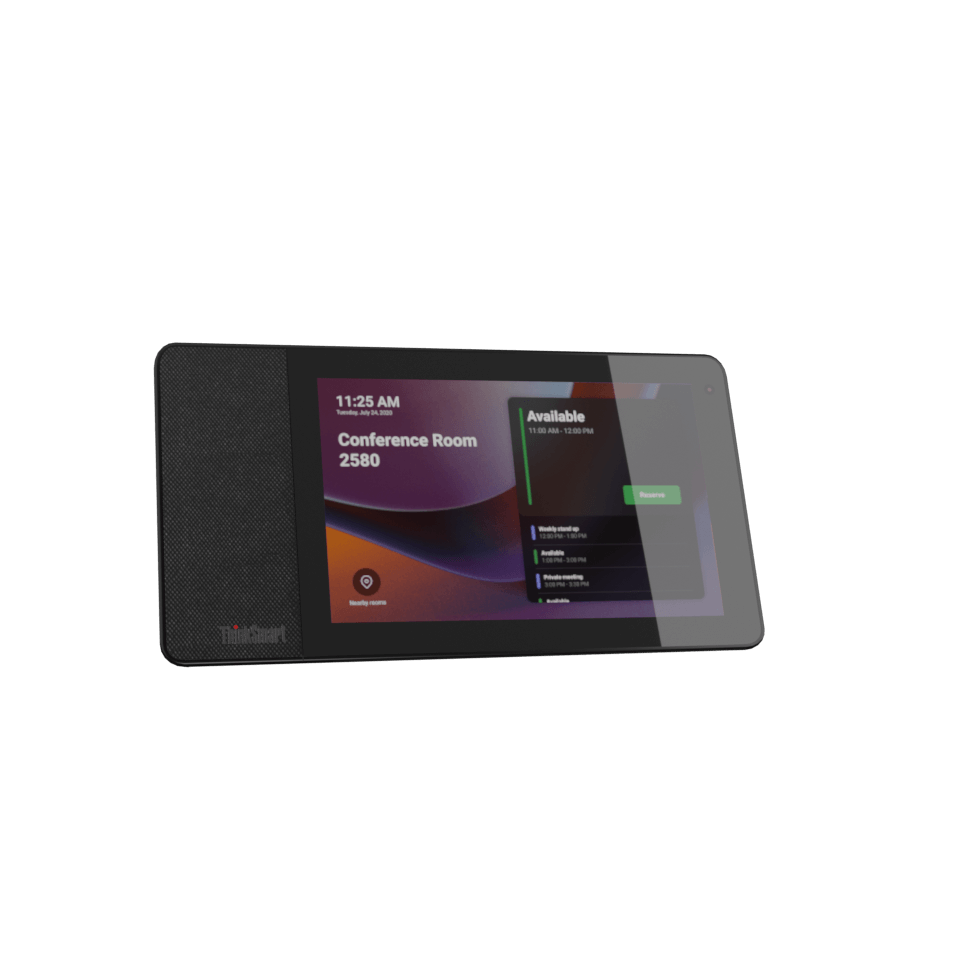 11:25 AM
Tuesday, July 24, 2020
Conference Room
2580
Nearby rooms
Available
11:00 AM - 12:00 PM
Reserve
Weekly stand up
12:00 PM - 1:00 PM
Available
1:00 PM - 3:00 PM
Private meeting
3:00 PM - 3:30 PM
Available
ThinkSmart